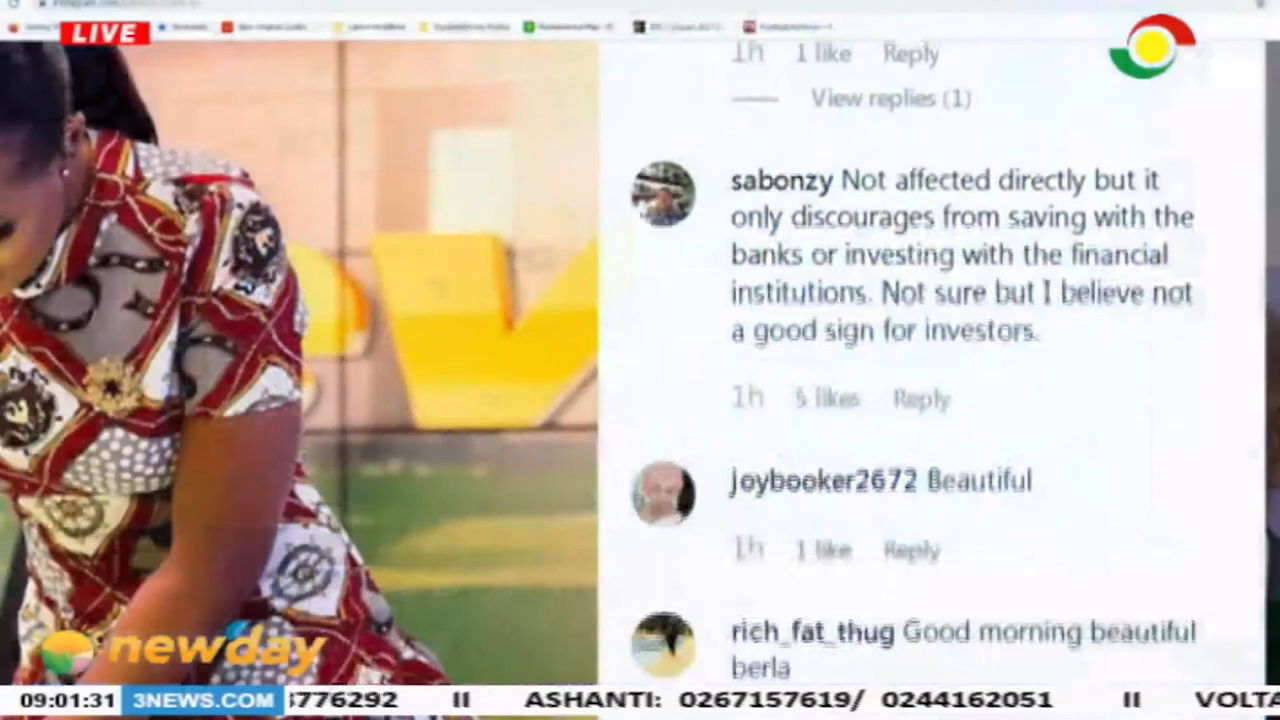 LIVE
1h 1 like Reply
View replies (1)
sabonzy Not affected directly but it
only discourages from saving with the
banks or investing with the financial
institutions. Not sure but I believe not
a good sign for investors.
1h 5 likes Reply
joybooker2672 Beautiful
1h 1 like Reply
rich_fat_thug Good morning beautiful
berla
newday
09:01:31 3NEWS.COM 3776292 II ASHANTI: 0267157619/ 0244162051 II VOLTA